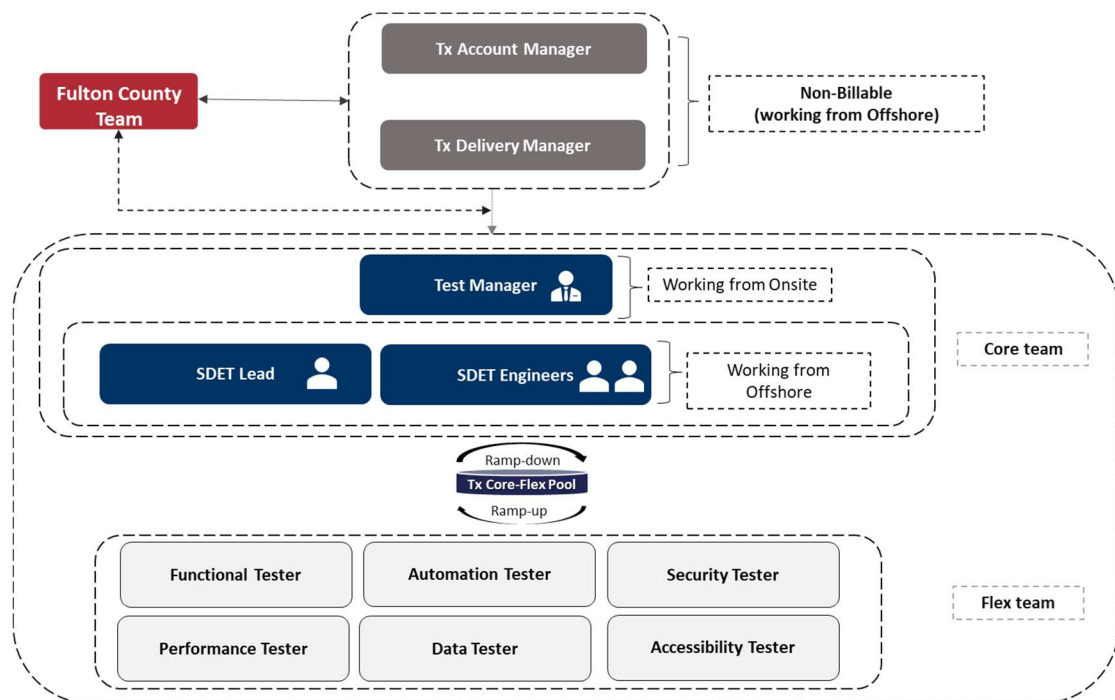 Tx Account Manager
Fulton County
Team
Non-Billable
(working from Offshore)
Tx Delivery Manager
Test Manager
Working from Onsite
Core team
SDET Lead
SDET Engineers
Working from
Offshore
Ramp-down
Tx Core-Flex Pool
Ramp-up
Functional Tester
Automation Tester
Security Tester
Flex team
Performance Tester
Data Tester
Accessibility Tester